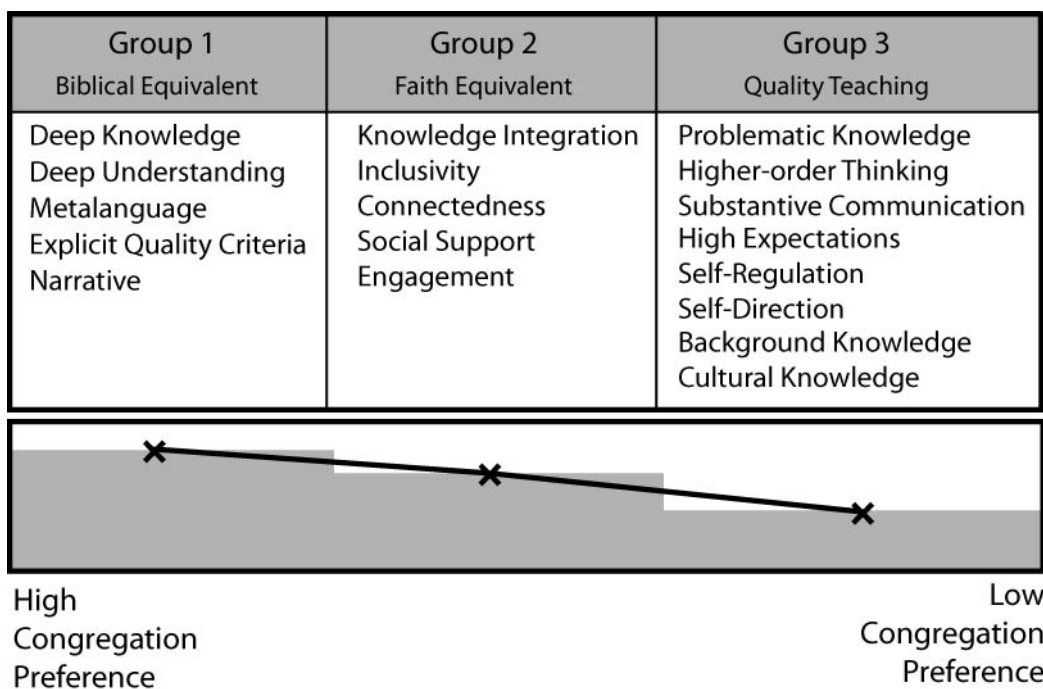 Group 1
Biblical Equivalent
Group 2
Faith Equivalent
Group 3
Quality Teaching
Deep Knowledge
Deep Understanding
Metalanguage
Explicit Quality Criteria
Narrative
Knowledge Integration
Inclusivity
Connectedness
Social Support
Engagement
Problematic Knowledge
Higher-order Thinking
Substantive Communication
High Expectations
Self-Regulation
Self-Direction
Background Knowledge
Cultural Knowledge
High
Congregation
Preference
Low
Congregation
Preference